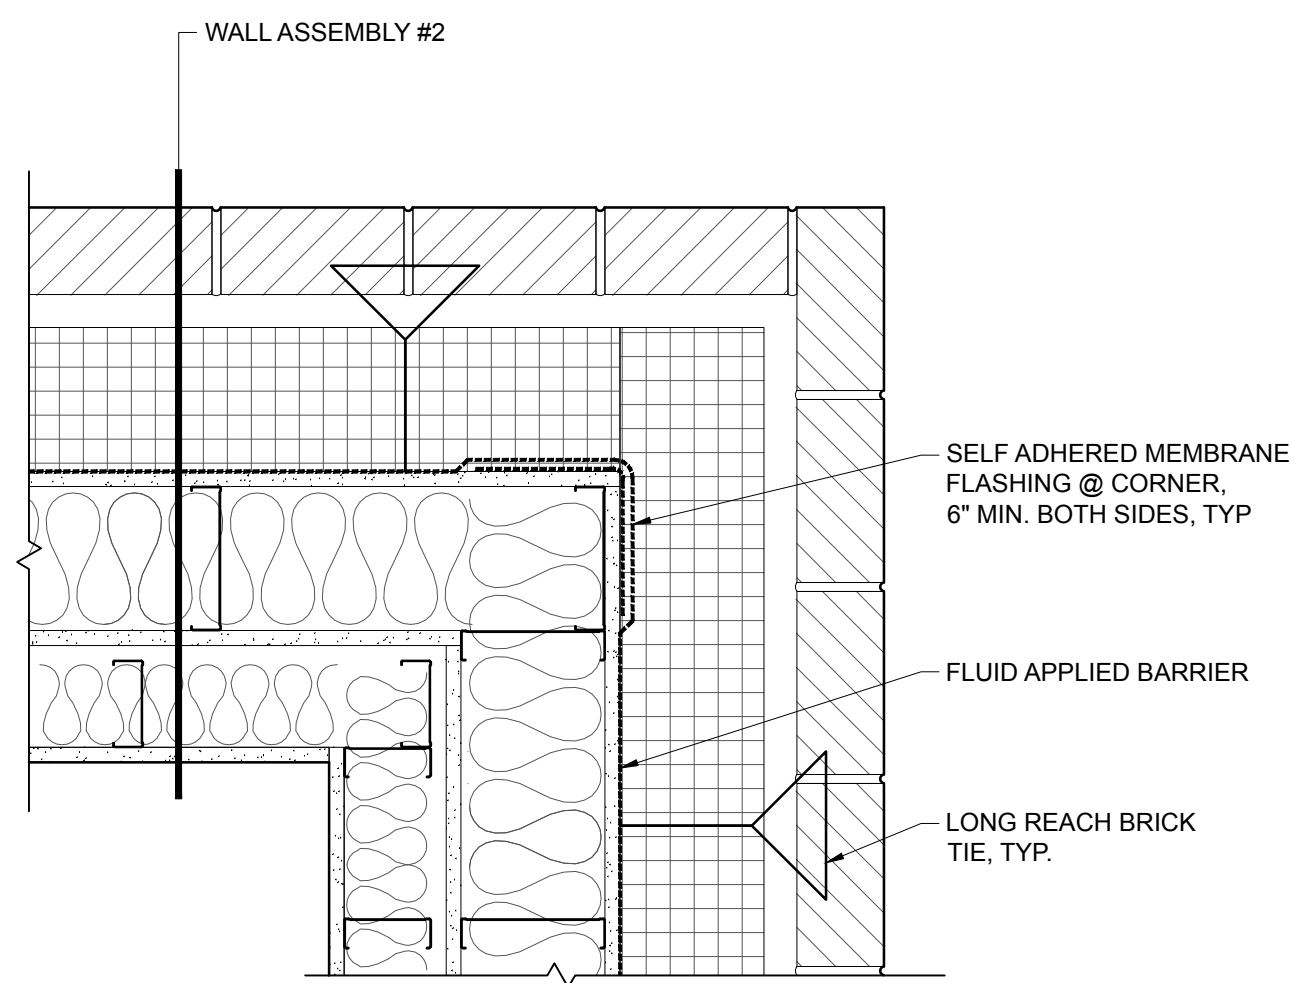 WALL ASSEMBLY #2
SELF ADHERED MEMBRANE
FLASHING @ CORNER,
6" MIN. BOTH SIDES, TYP
FLUID APPLIED BARRIER
LONG REACH BRICK
TIE, TYP.